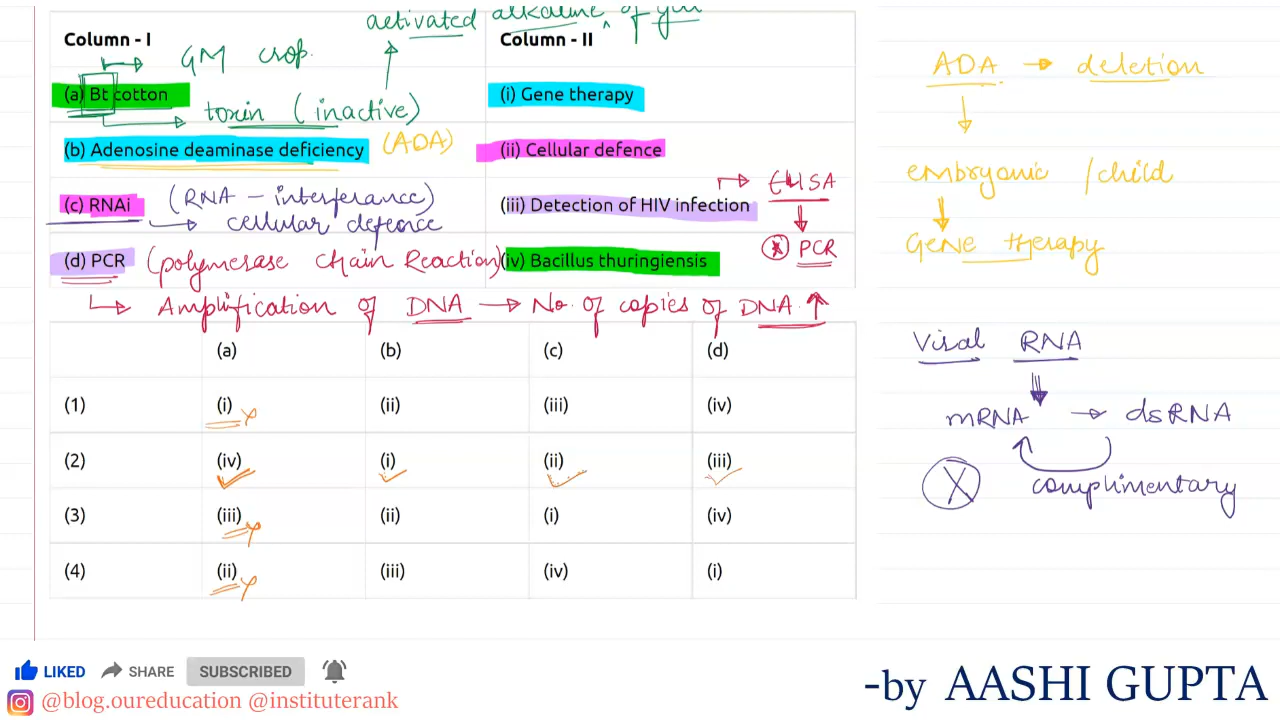 activated alkaline ^ of gut
Column - I
Column - II
GM crop.
(a) Bt cotton
(i) Gene therapy
toxin (inactive)
(b) Adenosine deaminase deficiency (ADA)
(ii) Cellular defence
(c) RNAi (RNA - interferance)
(iii) Detection of HIV infection
→ ELISA
→ cellular defence
PCR
(d) PCR (polymerase chain Reaction)
(iv) Bacillus thuringiensis
Amplification of DNA → No. of copies of DNA ↑
(a) (b) (c) (d)
(1) (i) (ii) (iii) (iv)
(2) (iv) (i) (ii) (iii)
(3) (iii) (ii) (i) (iv)
(4) (ii) (iii) (iv) (i)
ADA → deletion
embryonic / child
GENE therapy
Viral RNA
mRNA → dsRNA
X complimentary
LIKED SHARE SUBSCRIBED
@blog.oureducation @instituterank
-by AASHI GUPTA